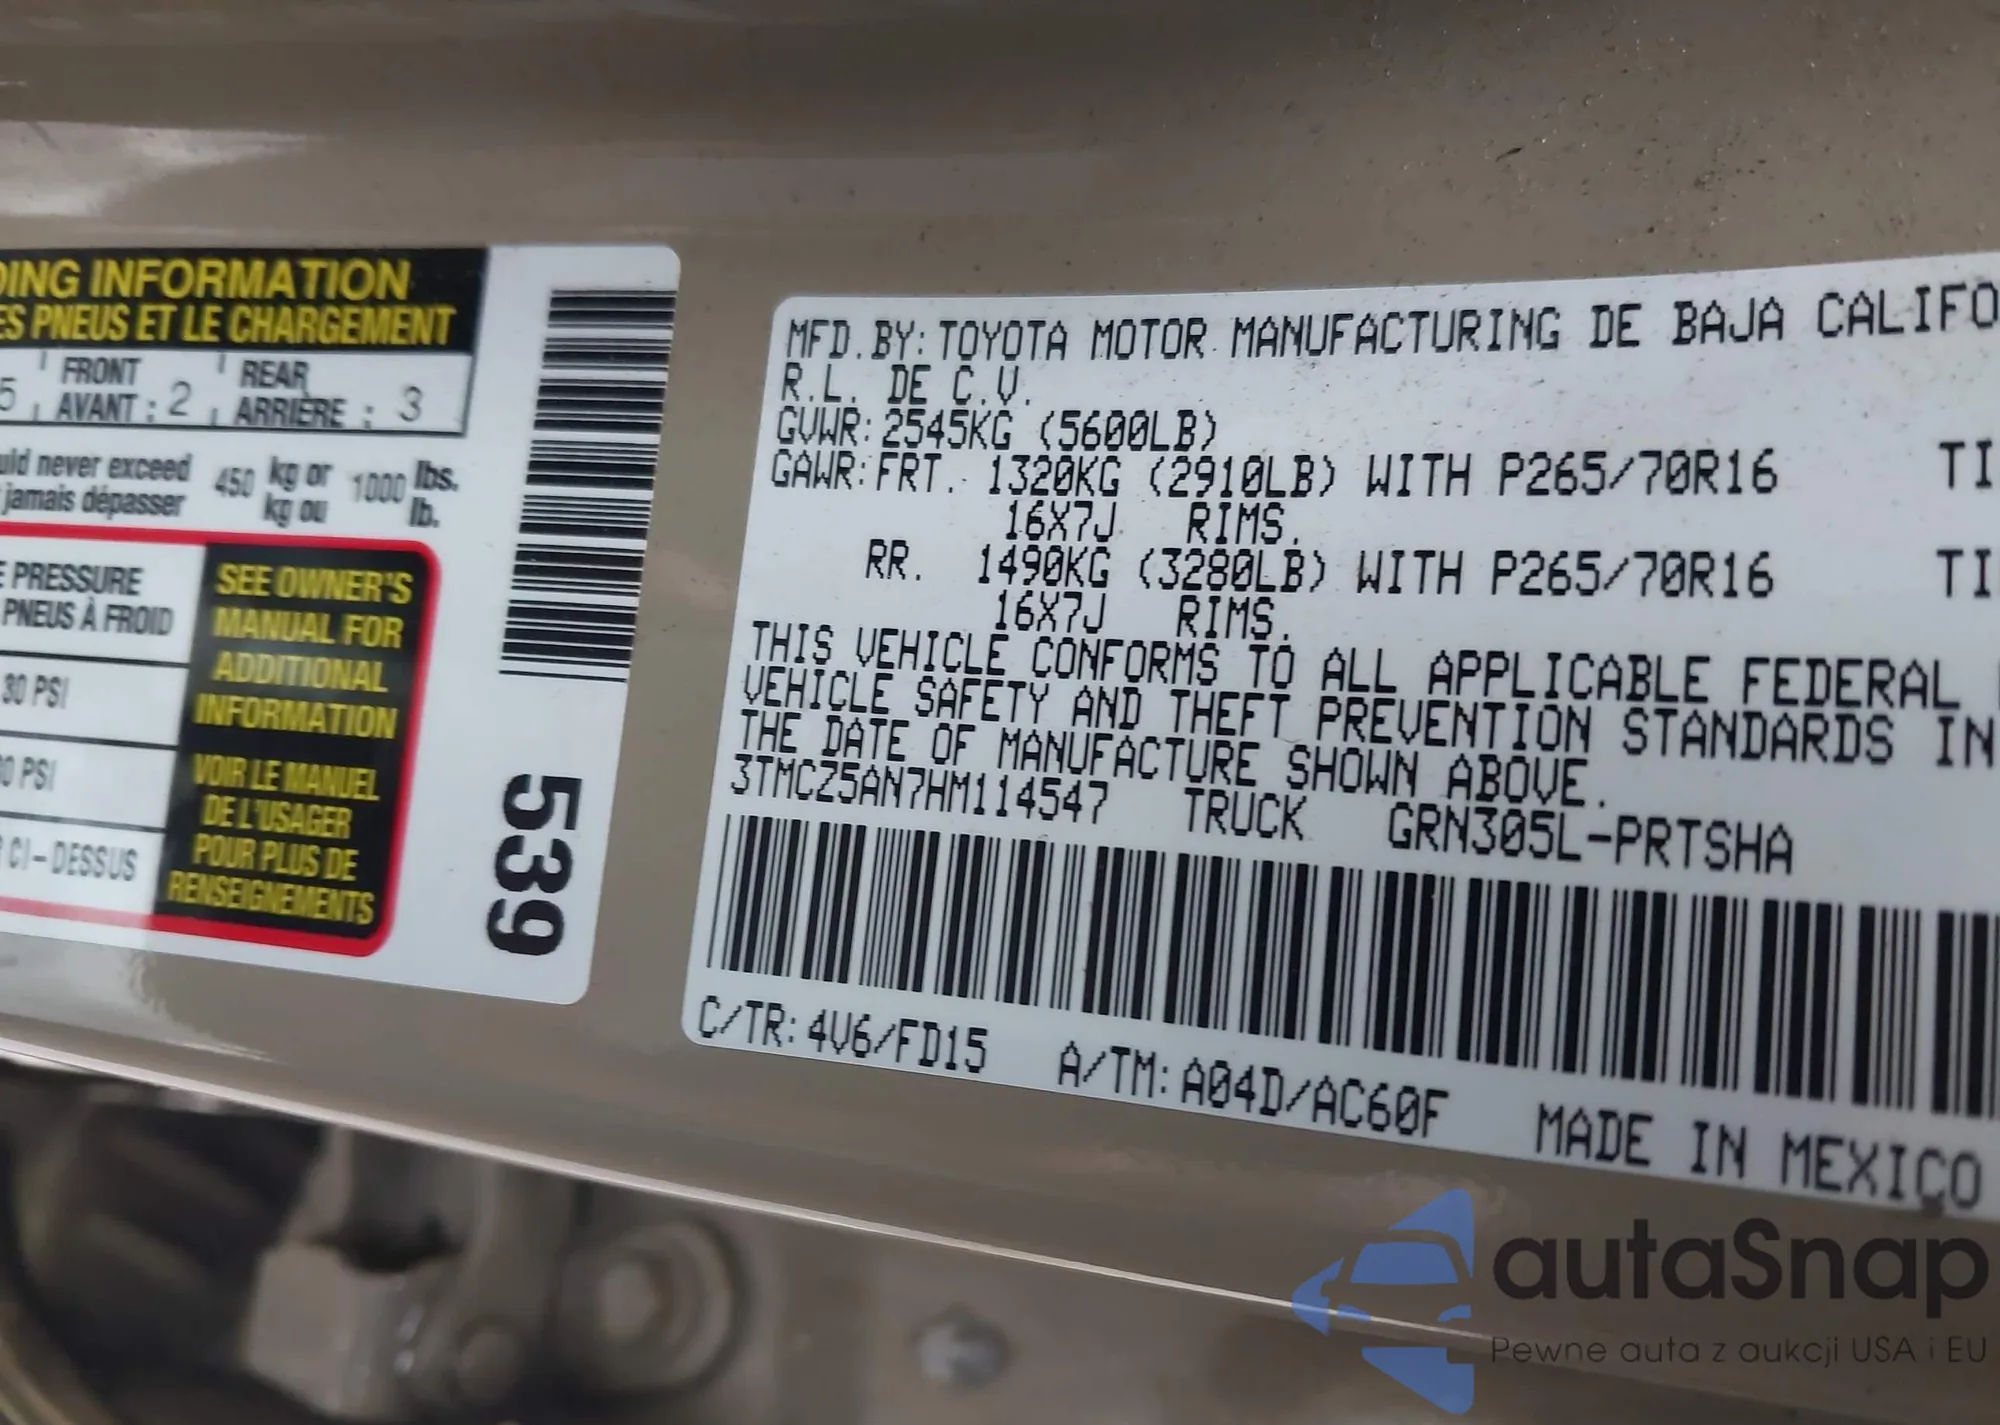 DING INFORMATION
ES PNEUS ET LE CHARGEMENT
5 FRONT REAR
AVANT : 2 ARRIÈRE : 3
uld never exceed 450 kg or 1000 lbs.
jamais dépasser kg ou lb.
E PRESSURE
PNEUS À FROID
30 PSI
0 PSI
CI-DESSUS
SEE OWNER'S
MANUAL FOR
ADDITIONAL
INFORMATION
VOIR LE MANUEL
DE L'USAGER
POUR PLUS DE
RENSEIGNEMENTS
539
MFD.BY: TOYOTA MOTOR MANUFACTURING DE BAJA CALIFO
R.L. DE C.V.
GVWR: 2545KG (5600LB)
GAWR: FRT. 1320KG (2910LB) WITH P265/70R16 TI
16X7J RIMS.
RR. 1490KG (3280LB) WITH P265/70R16 TI
16X7J RIMS.
THIS VEHICLE CONFORMS TO ALL APPLICABLE FEDERAL
VEHICLE SAFETY AND THEFT PREVENTION STANDARDS IN
THE DATE OF MANUFACTURE SHOWN ABOVE.
3TMCZ5AN7HM114547 TRUCK GRN305L-PRTSHA
C/TR: 4V6/FD15 A/TM: A04D/AC60F MADE IN MEXICO
autaSnap
Pewne auta z aukcji USA i EU